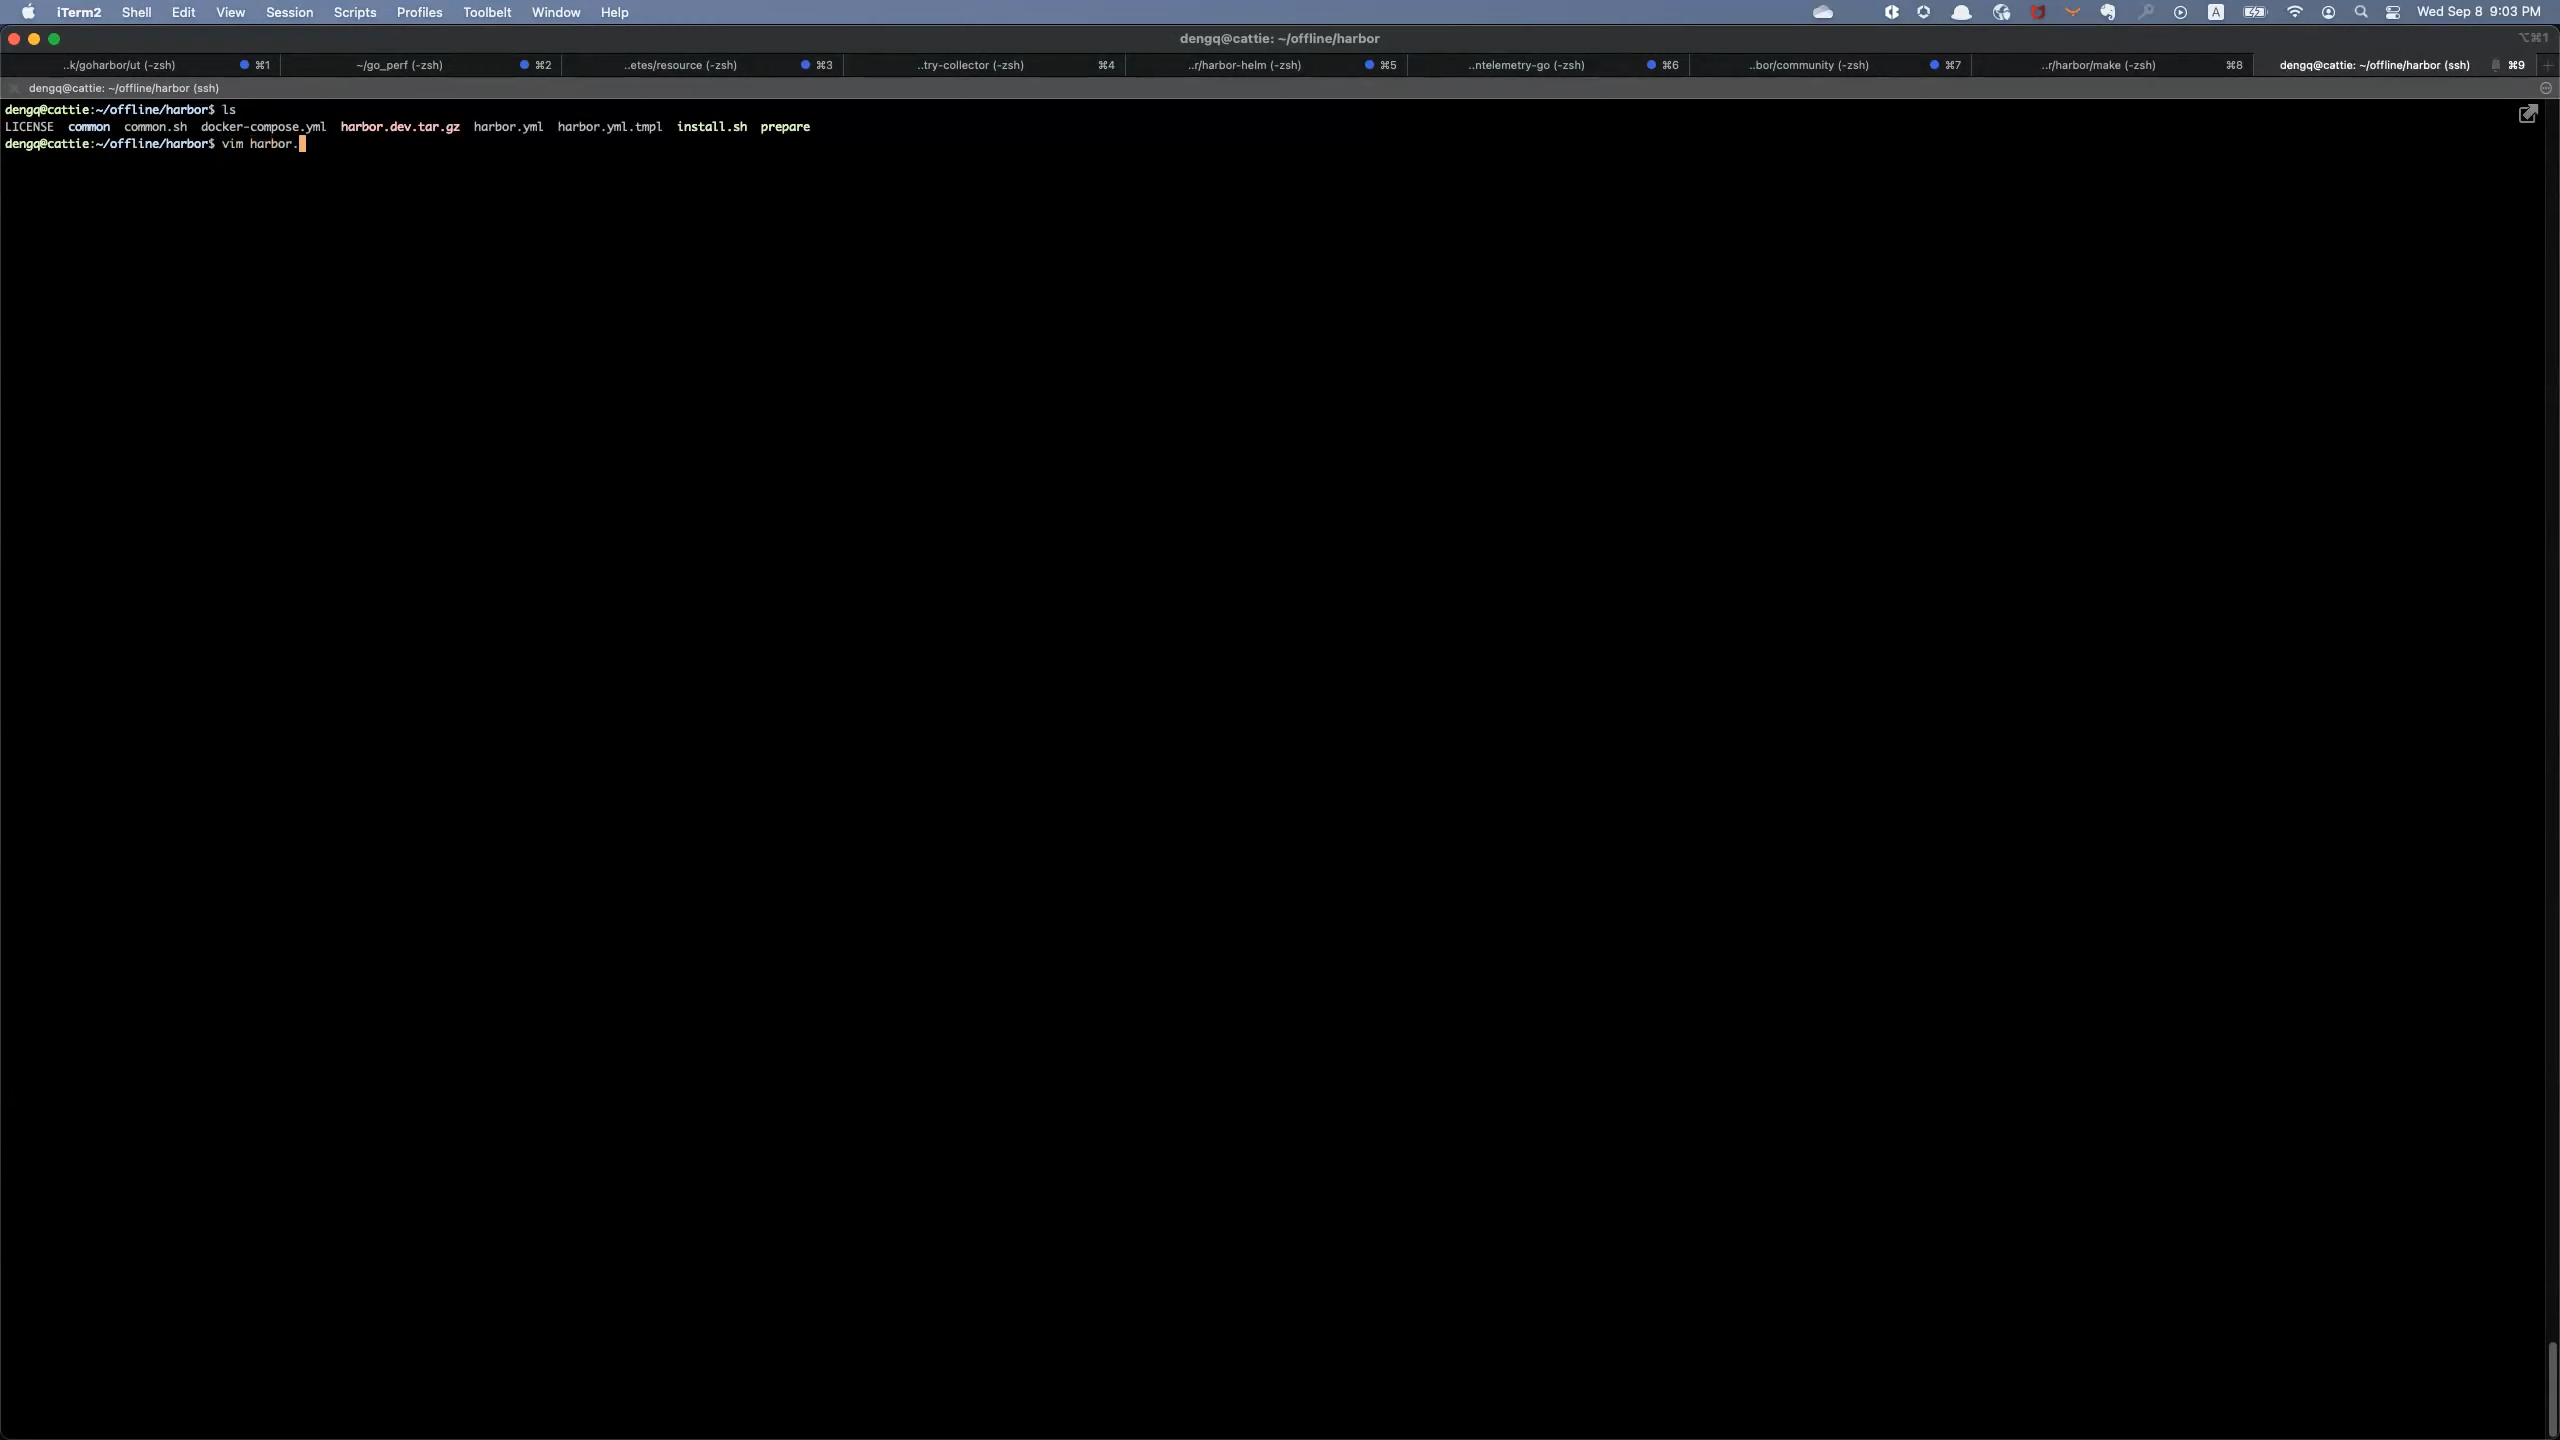 iTerm2 Shell Edit View Session Scripts Profiles Toolbelt Window Help A Wed Sep 8 9:03 PM
dengq@cattie: ~/offline/harbor ⌥⌘1
..k/goharbor/ut (-zsh) ⌘1 ~/go_perf (-zsh) ⌘2 ..etes/resource (-zsh) ⌘3 ..try-collector (-zsh) ⌘4 ..r/harbor-helm (-zsh) ⌘5 ..ntelemetry-go (-zsh) ⌘6 ..bor/community (-zsh) ⌘7 ..r/harbor/make (-zsh) ⌘8 dengq@cattie: ~/offline/harbor (ssh) ⌘9
dengq@cattie: ~/offline/harbor (ssh)
dengq@cattie:~/offline/harbor$ ls
LICENSE common common.sh docker-compose.yml harbor.dev.tar.gz harbor.yml harbor.yml.tmpl install.sh prepare
dengq@cattie:~/offline/harbor$ vim harbor.